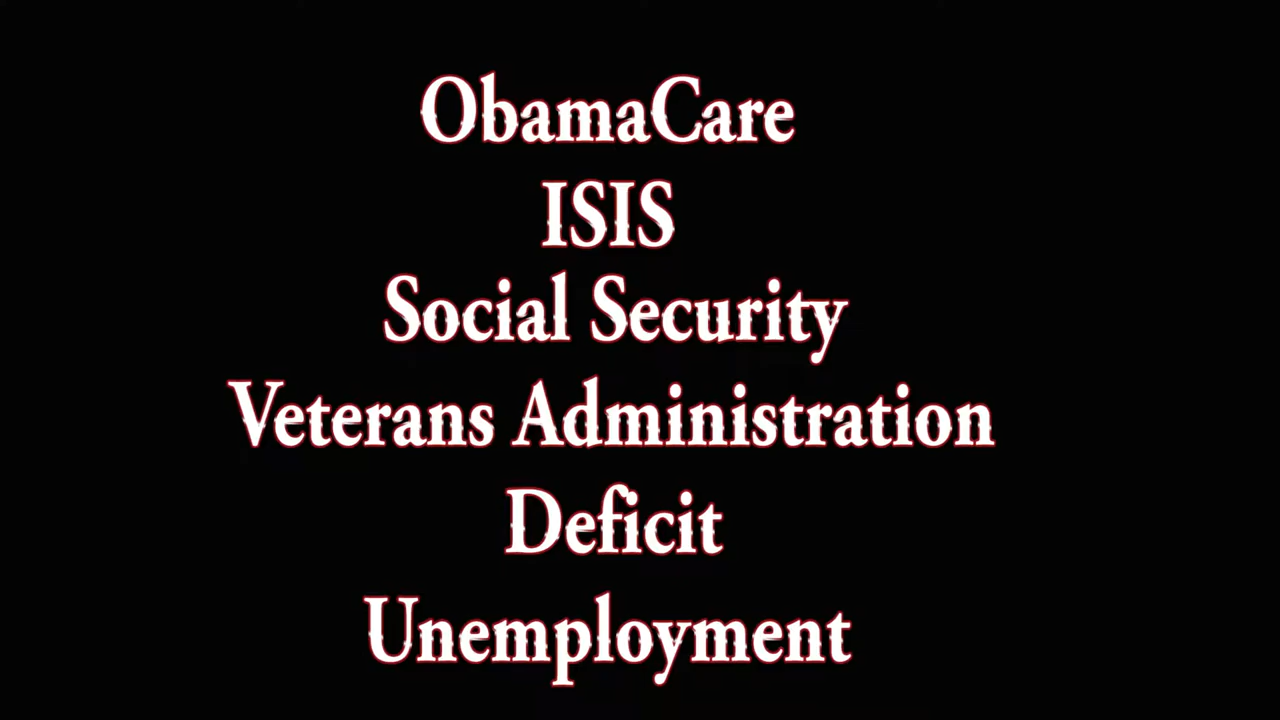 ObamaCare
ISIS
Social Security
Veterans Administration
Deficit
Unemployment